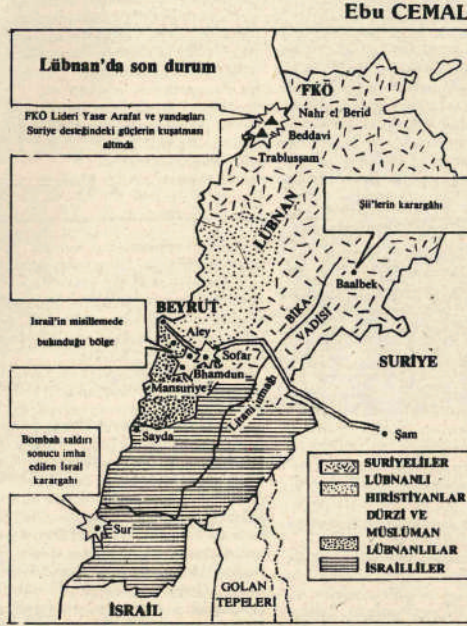 Ebu CEMAL
Lübnan'da son durum
FKÖ Lideri Yaser Arafat ve yandaşları
Suriye desteğindeki güçlerin kuşatması
altında
FKÖ
Nahr el Berid
Beddavi
Trablusşam
LÜBNAN
Şii'lerin karargâhı
Baalbek
BEYRUT
BIKA
VADİSİ
İsrail'in misillemede
bulunduğu bölge
Aley
Sofar
Bhamdun
Mansuriye
SURİYE
Litani ırmağı
Sayda
Şam
Bombalı saldırı
sonucu imha
edilen İsrail
karargahı
Sur
SURİYELİLER
LÜBNANLI
HIRİSTİYANLAR
DÜRZİ VE
MÜSLÜMAN
LÜBNANLILAR
İSRAİLLİLER
GOLAN
TEPELERİ
İSRAİL